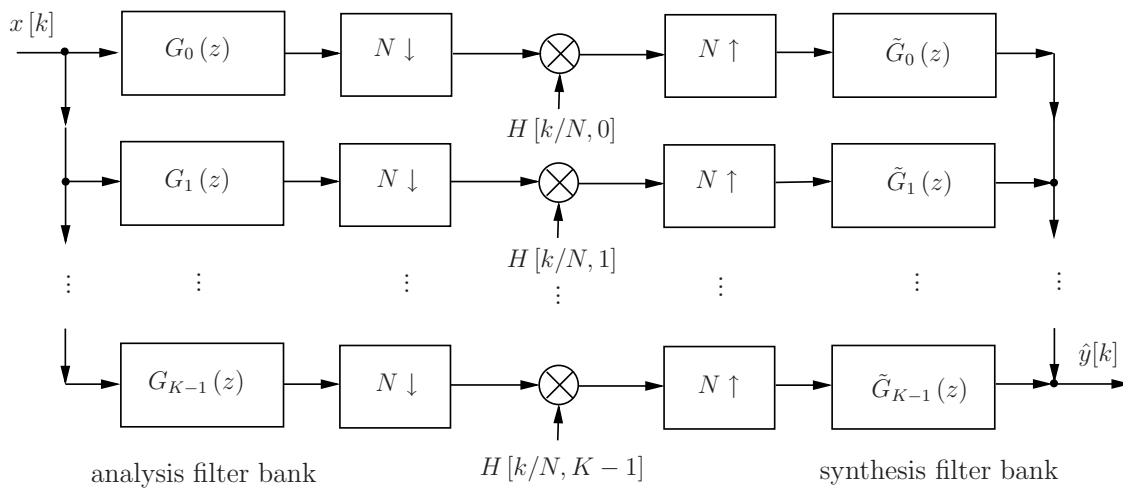 x [k]
G_0 (z)
N ↓
N ↑
G̃_0 (z)
H [k/N, 0]
G_1 (z)
N ↓
N ↑
G̃_1 (z)
H [k/N, 1]
⋮ ⋮ ⋮ ⋮ ⋮ ⋮
G_{K−1} (z)
N ↓
N ↑
G̃_{K−1} (z)
ŷ[k]
H [k/N, K − 1]
analysis filter bank
synthesis filter bank